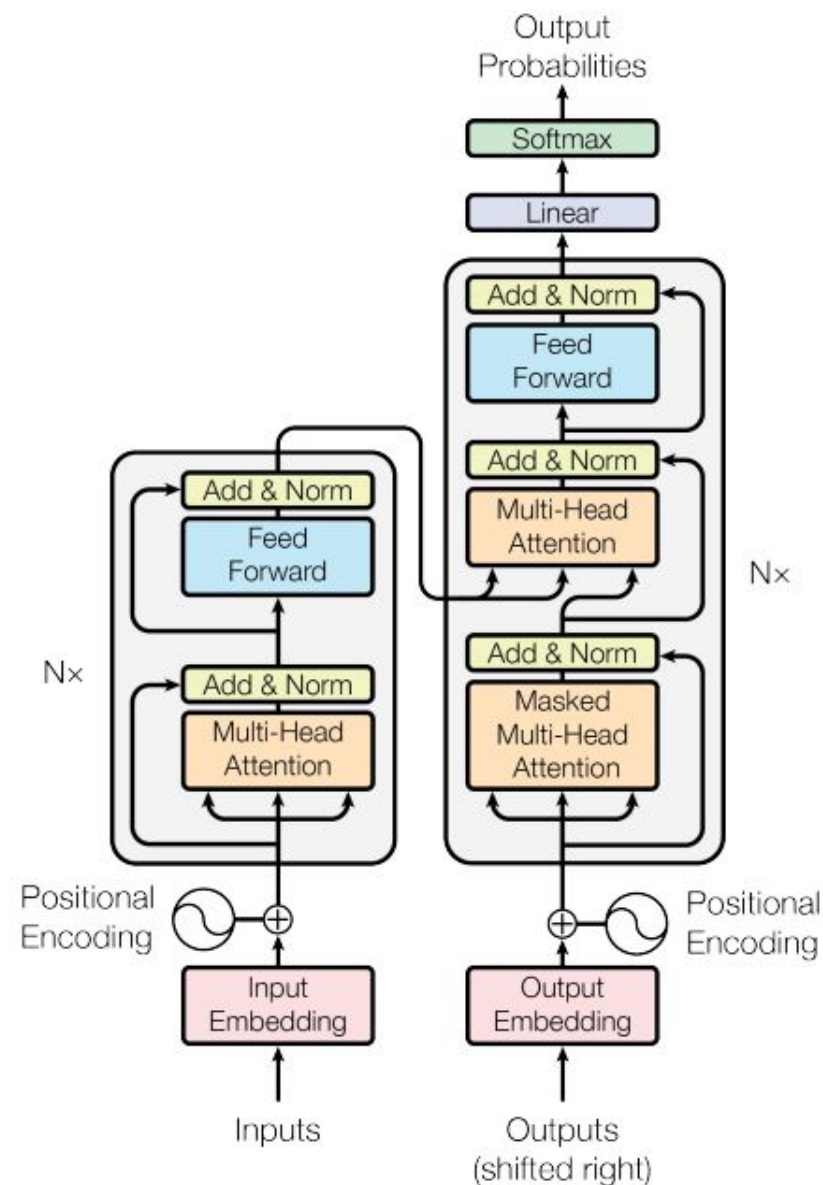 Output
Probabilities
Softmax
Linear
Add & Norm
Feed
Forward
Add & Norm
Multi-Head
Attention
Add & Norm
Masked
Multi-Head
Attention
N×
Add & Norm
Feed
Forward
Add & Norm
Multi-Head
Attention
N×
Positional
Encoding
Positional
Encoding
Input
Embedding
Output
Embedding
Inputs
Outputs
(shifted right)